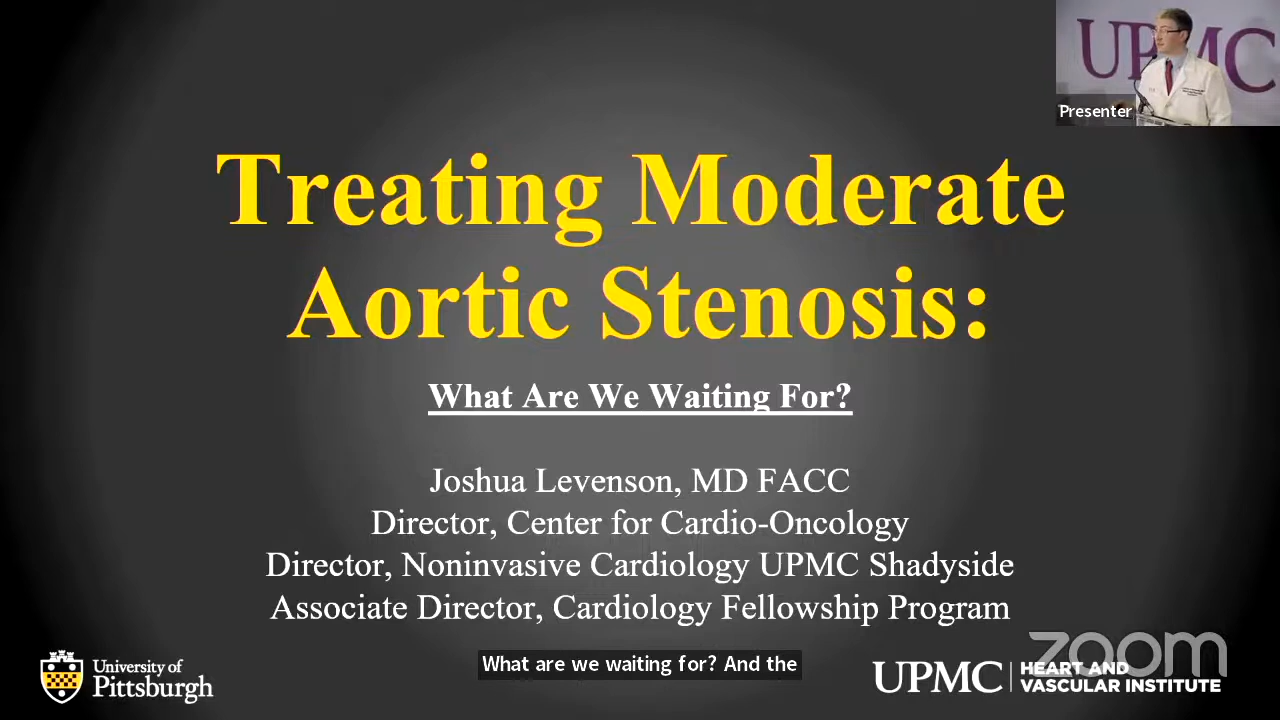 UPMC
Presenter
Treating Moderate
Aortic Stenosis:
What Are We Waiting For?
Joshua Levenson, MD FACC
Director, Center for Cardio-Oncology
Director, Noninvasive Cardiology UPMC Shadyside
Associate Director, Cardiology Fellowship Program
zoom
University of
Pittsburgh
What are we waiting for? And the
UPMC
HEART AND
VASCULAR INSTITUTE